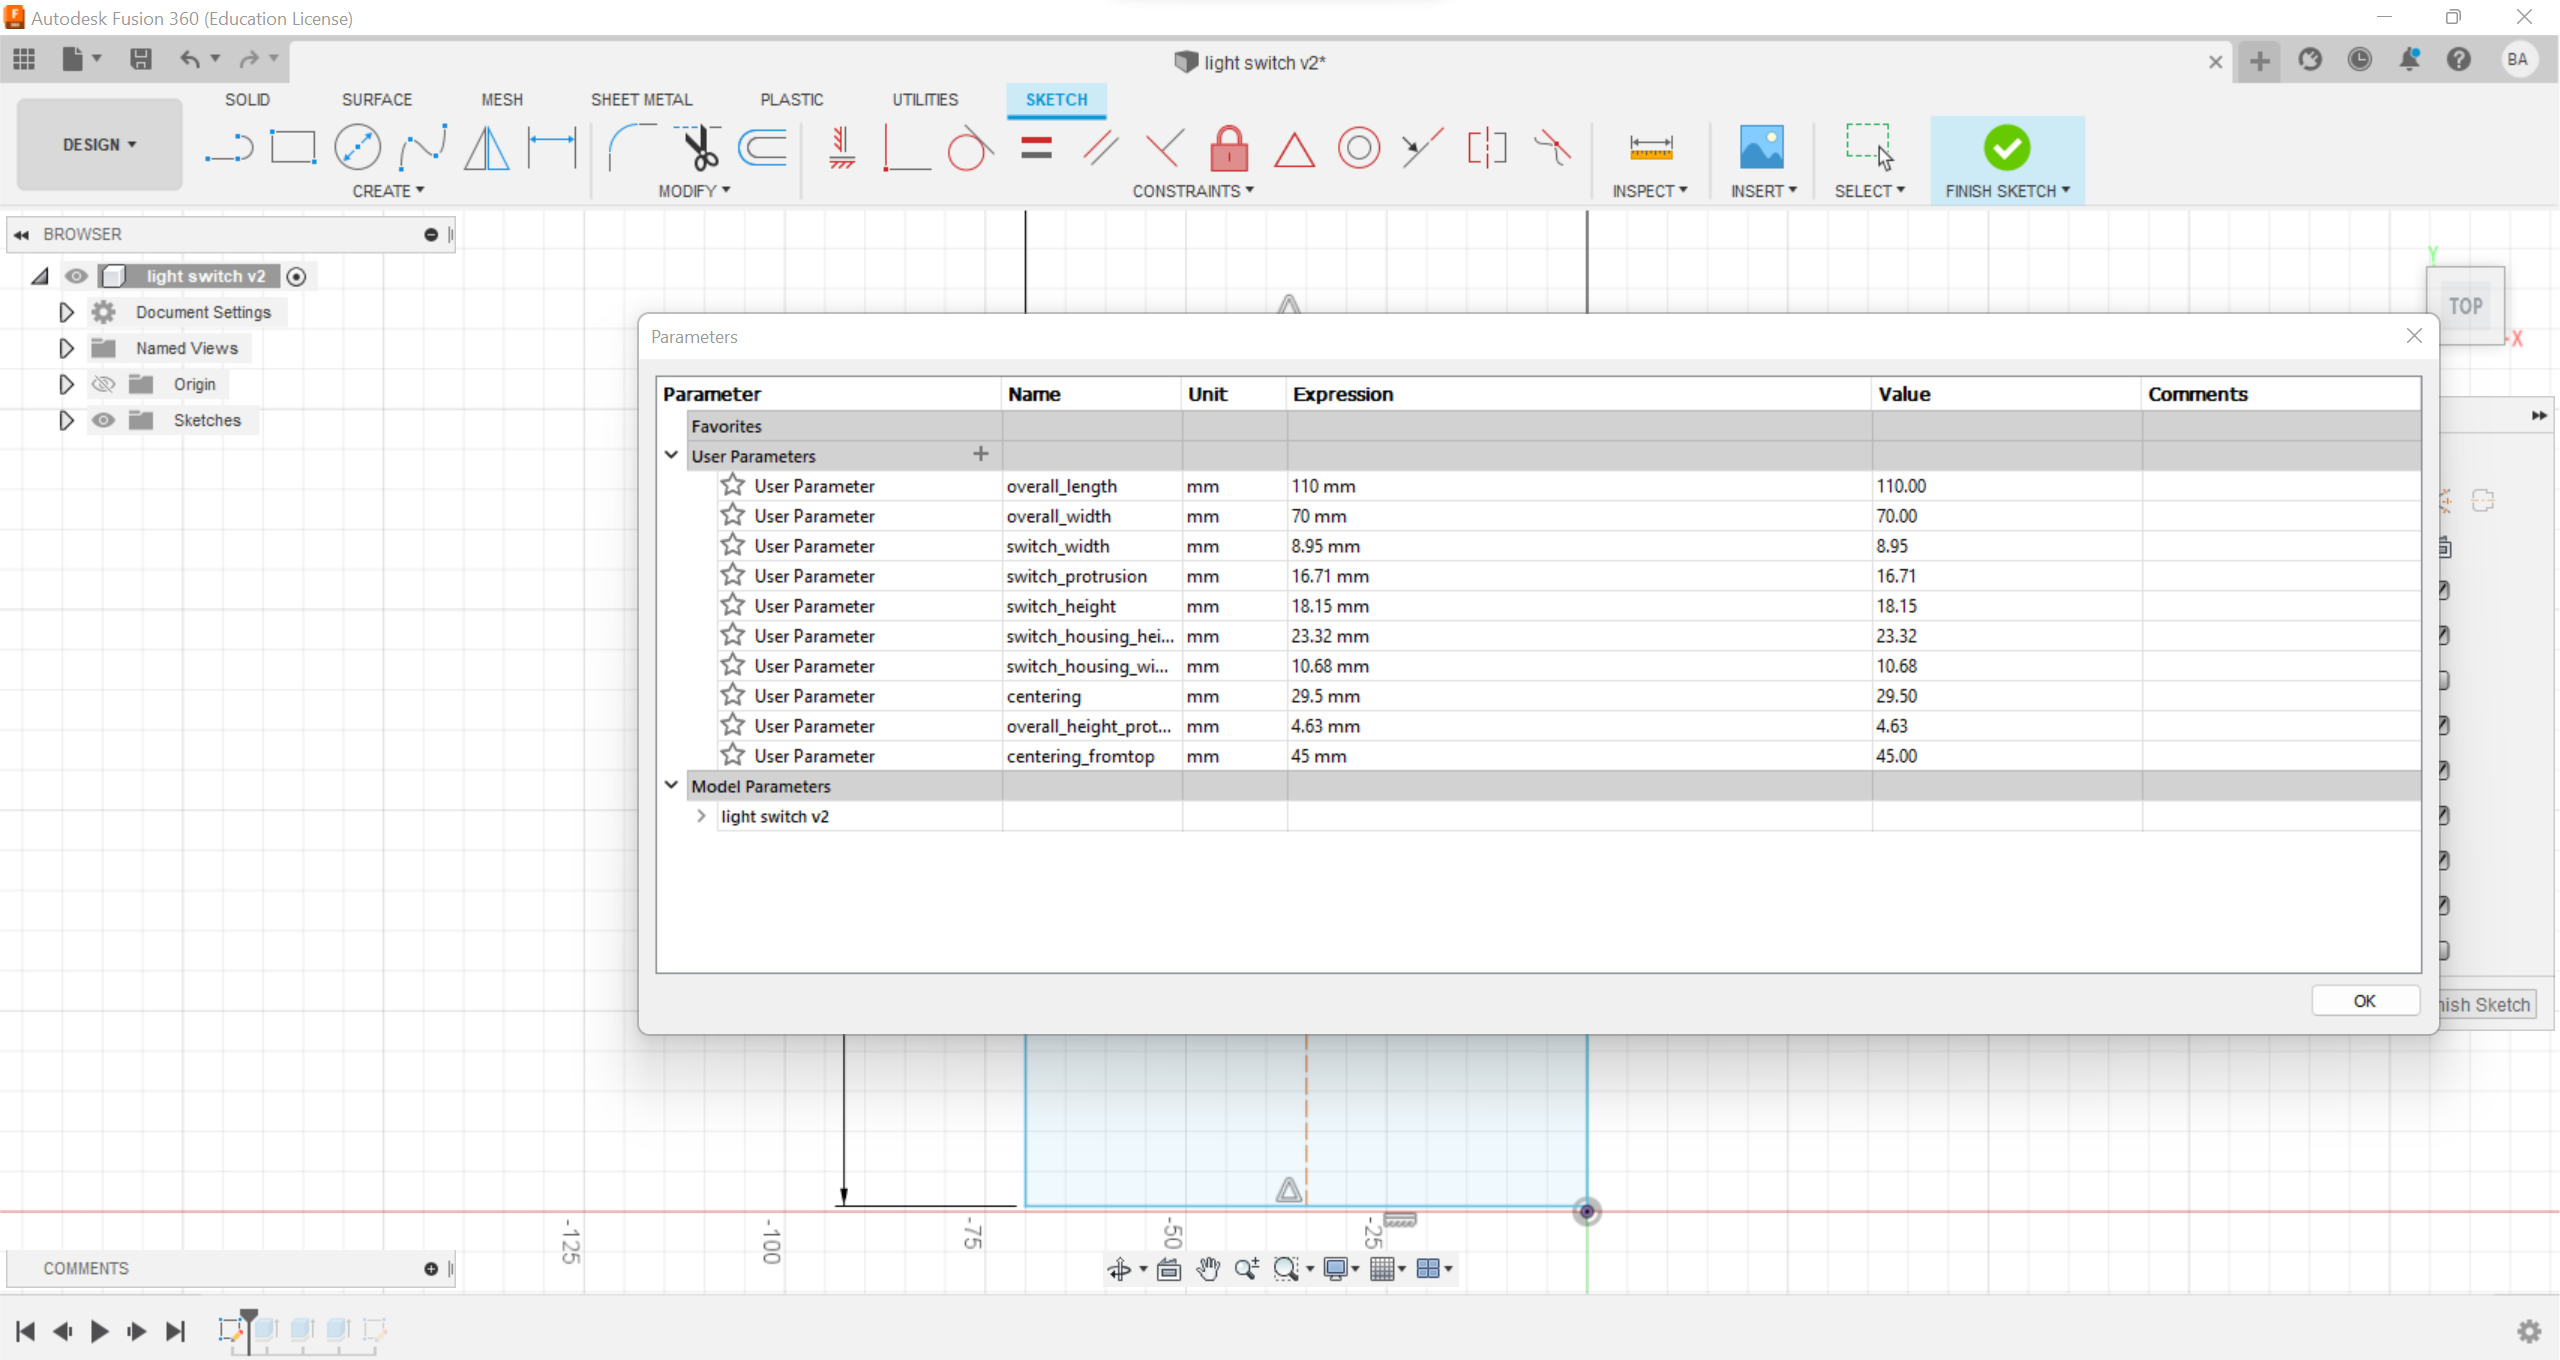 Autodesk Fusion 360 (Education License)
light switch v2*
BA
SOLID SURFACE MESH SHEET METAL PLASTIC UTILITIES SKETCH
DESIGN
CREATE MODIFY CONSTRAINTS INSPECT INSERT SELECT FINISH SKETCH
BROWSER
light switch v2
Document Settings
Named Views
Origin
Sketches
Y
TOP
X
Parameters
Parameter Name Unit Expression Value Comments
Favorites
User Parameters
User Parameter overall_length mm 110 mm 110.00
User Parameter overall_width mm 70 mm 70.00
User Parameter switch_width mm 8.95 mm 8.95
User Parameter switch_protrusion mm 16.71 mm 16.71
User Parameter switch_height mm 18.15 mm 18.15
User Parameter switch_housing_hei... mm 23.32 mm 23.32
User Parameter switch_housing_wi... mm 10.68 mm 10.68
User Parameter centering mm 29.5 mm 29.50
User Parameter overall_height_prot... mm 4.63 mm 4.63
User Parameter centering_fromtop mm 45 mm 45.00
Model Parameters
light switch v2
OK
nish Sketch
-125 -100 -75 -50 -25
COMMENTS